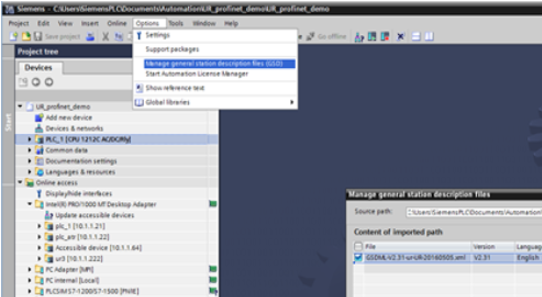 Siemens - C:\Users\SiemensPLC\Documents\Automation\UR_profinet_demo\UR_profinet_demo
Project Edit View Insert Online Options Tools Window Help
Save project
Go offline
Settings
Support packages
Manage general station description files (GSD)
Start Automation License Manager
Show reference text
Global libraries
Project tree
Devices
Start
UR_profinet_demo
Add new device
Devices & networks
PLC_1 [CPU 1212C AC/DC/Rly]
Common data
Documentation settings
Languages & resources
Online access
Display/hide interfaces
Intel(R) PRO/1000 MT Desktop Adapter
Update accessible devices
plc_1 [10.1.1.21]
plc_etr [10.1.1.22]
Accessible device [10.1.1.64]
ur3 [10.1.1.222]
PC Adapter [MPI]
PC internal [Local]
PLCSIM S7-1200/S7-1500 [PN/IE]
Manage general station description files
Source path: C:\Users\SiemensPLC\Documents\Automation\
Content of imported path
File Version Languag
GSDML-V2.31-ur-UR-20160505.xml V2.31 English